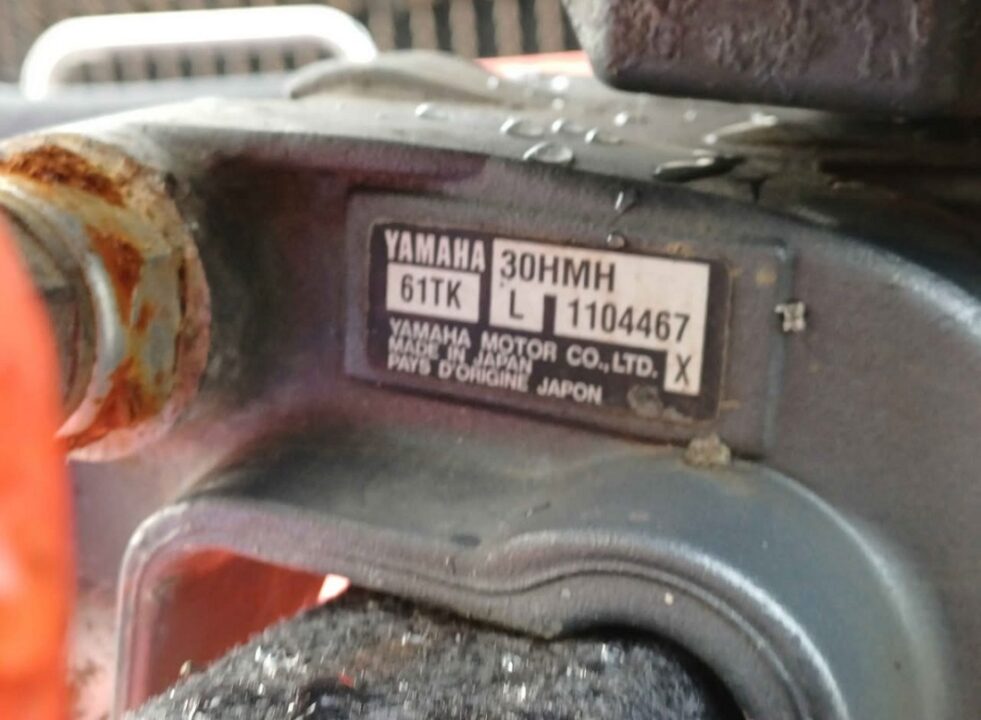 YAMAHA 30HMH
61TK L 1104467
YAMAHA MOTOR CO.,LTD. X
MADE IN JAPAN
PAYS D'ORIGINE JAPON